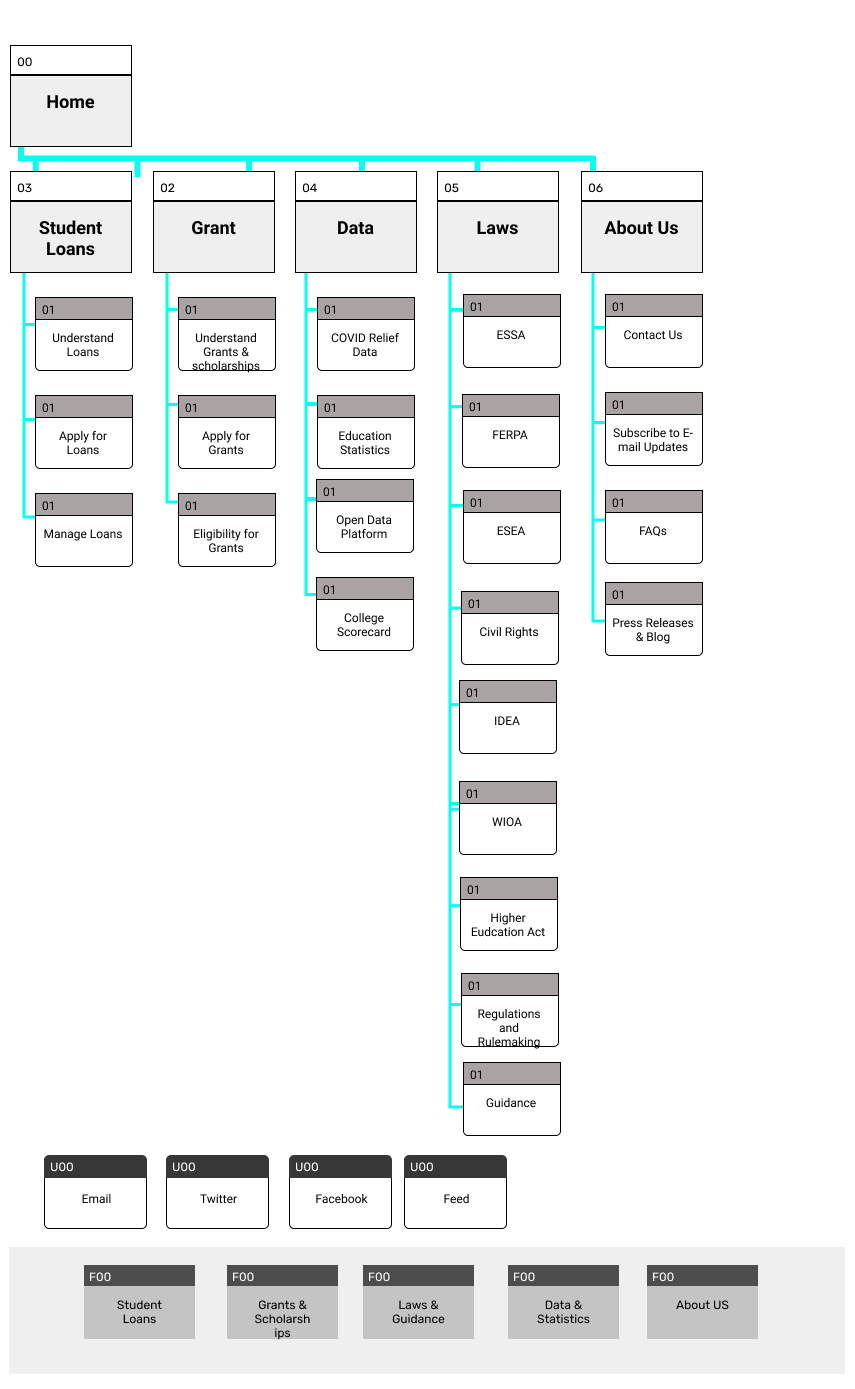 00
Home
03
Student
Loans
01
Understand
Loans
01
Apply for
Loans
01
Manage Loans
02
Grant
01
Understand
Grants &
scholarships
01
Apply for
Grants
01
Eligibility for
Grants
04
Data
01
COVID Relief
Data
01
Education
Statistics
01
Open Data
Platform
01
College
Scorecard
05
Laws
01
ESSA
01
FERPA
01
ESEA
01
Civil Rights
01
IDEA
01
WIOA
01
Higher
Eudcation Act
01
Regulations
and
Rulemaking
01
Guidance
06
About Us
01
Contact Us
01
Subscribe to E-
mail Updates
01
FAQs
01
Press Releases
& Blog
U00
Email
U00
Twitter
U00
Facebook
U00
Feed
F00
Student
Loans
F00
Grants &
Scholarsh
ips
F00
Laws &
Guidance
F00
Data &
Statistics
F00
About US